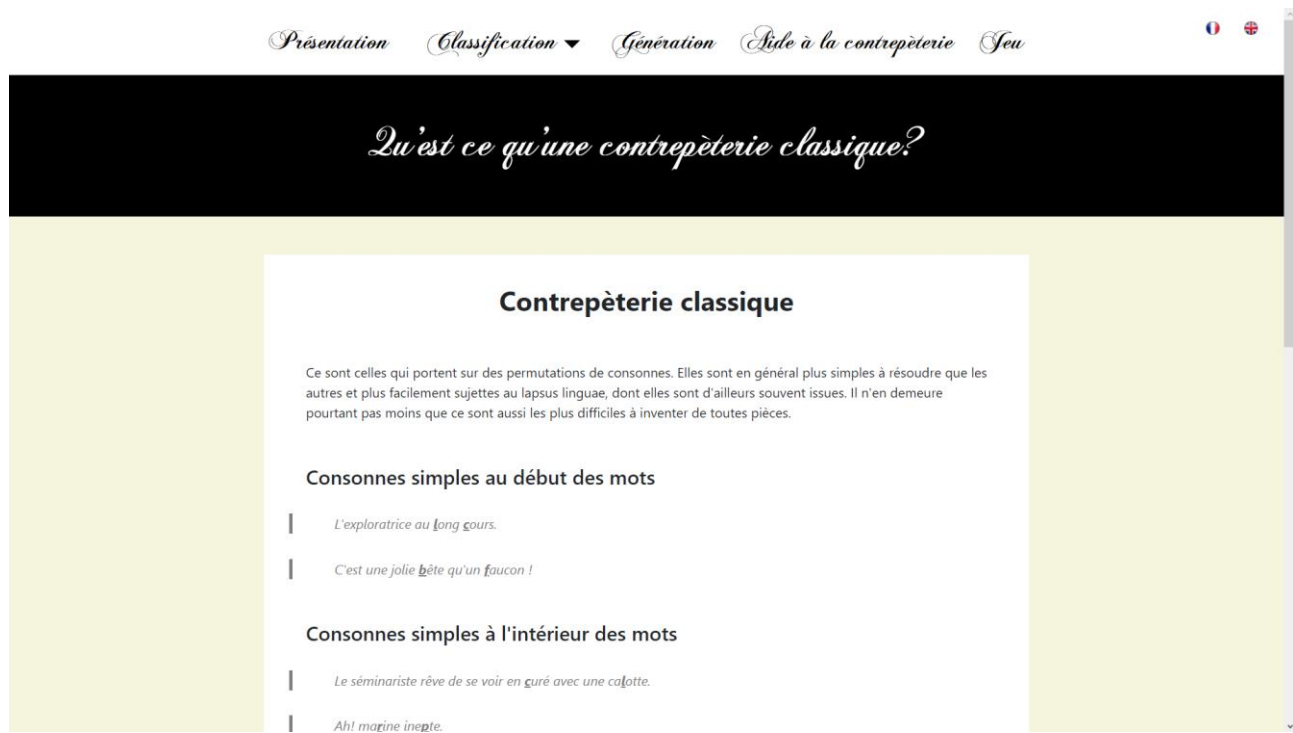 Présentation Classification Génération Aide à la contrepèterie Jeu
Qu'est ce qu'une contrepèterie classique?
Contrepèterie classique
Ce sont celles qui portent sur des permutations de consonnes. Elles sont en général plus simples à résoudre que les
autres et plus facilement sujettes au lapsus linguae, dont elles sont d'ailleurs souvent issues. Il n'en demeure
pourtant pas moins que ce sont aussi les plus difficiles à inventer de toutes pièces.
Consonnes simples au début des mots
L'exploratrice au long cours.
C'est une jolie bête qu'un faucon !
Consonnes simples à l'intérieur des mots
Le séminariste rêve de se voir en curé avec une calotte.
Ah! marine inepte.